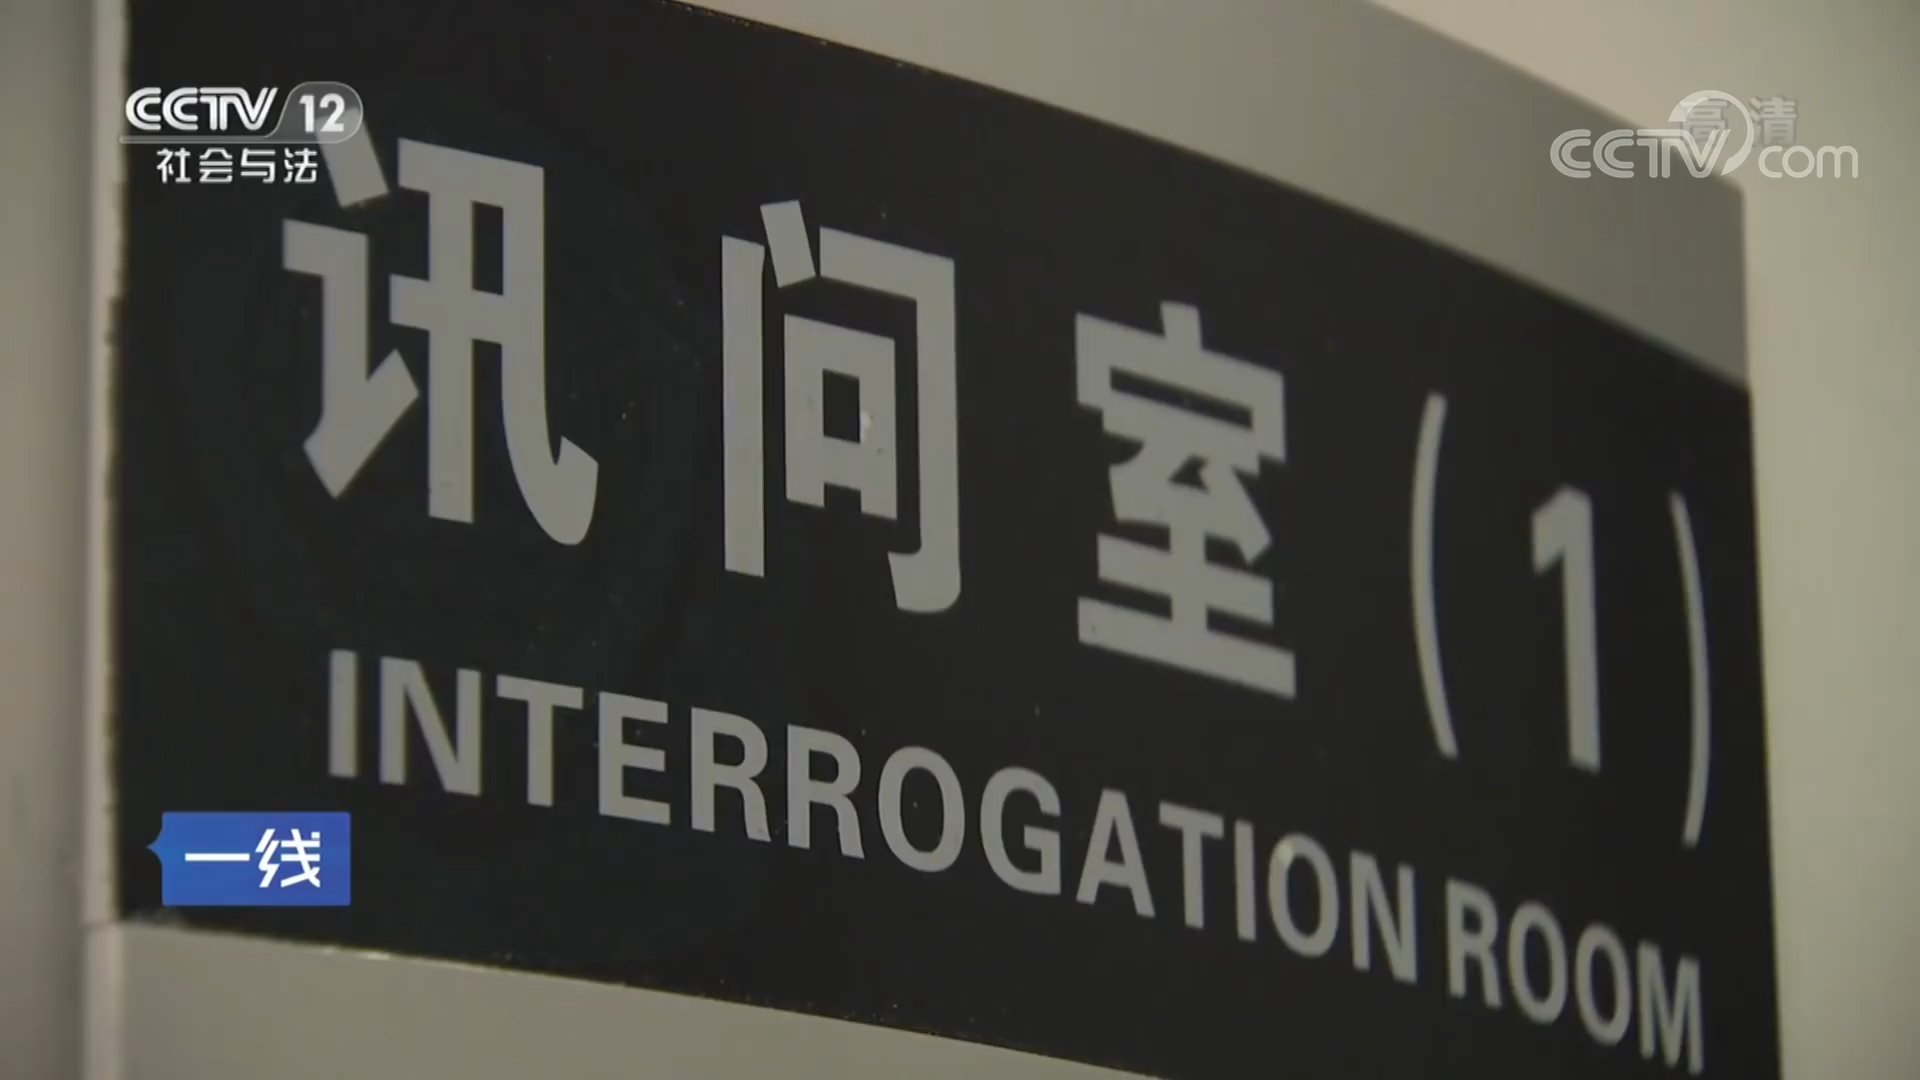 CCTV 12
社会与法
高清
CCTV.com
讯问室（1）
INTERROGATION ROOM
一线